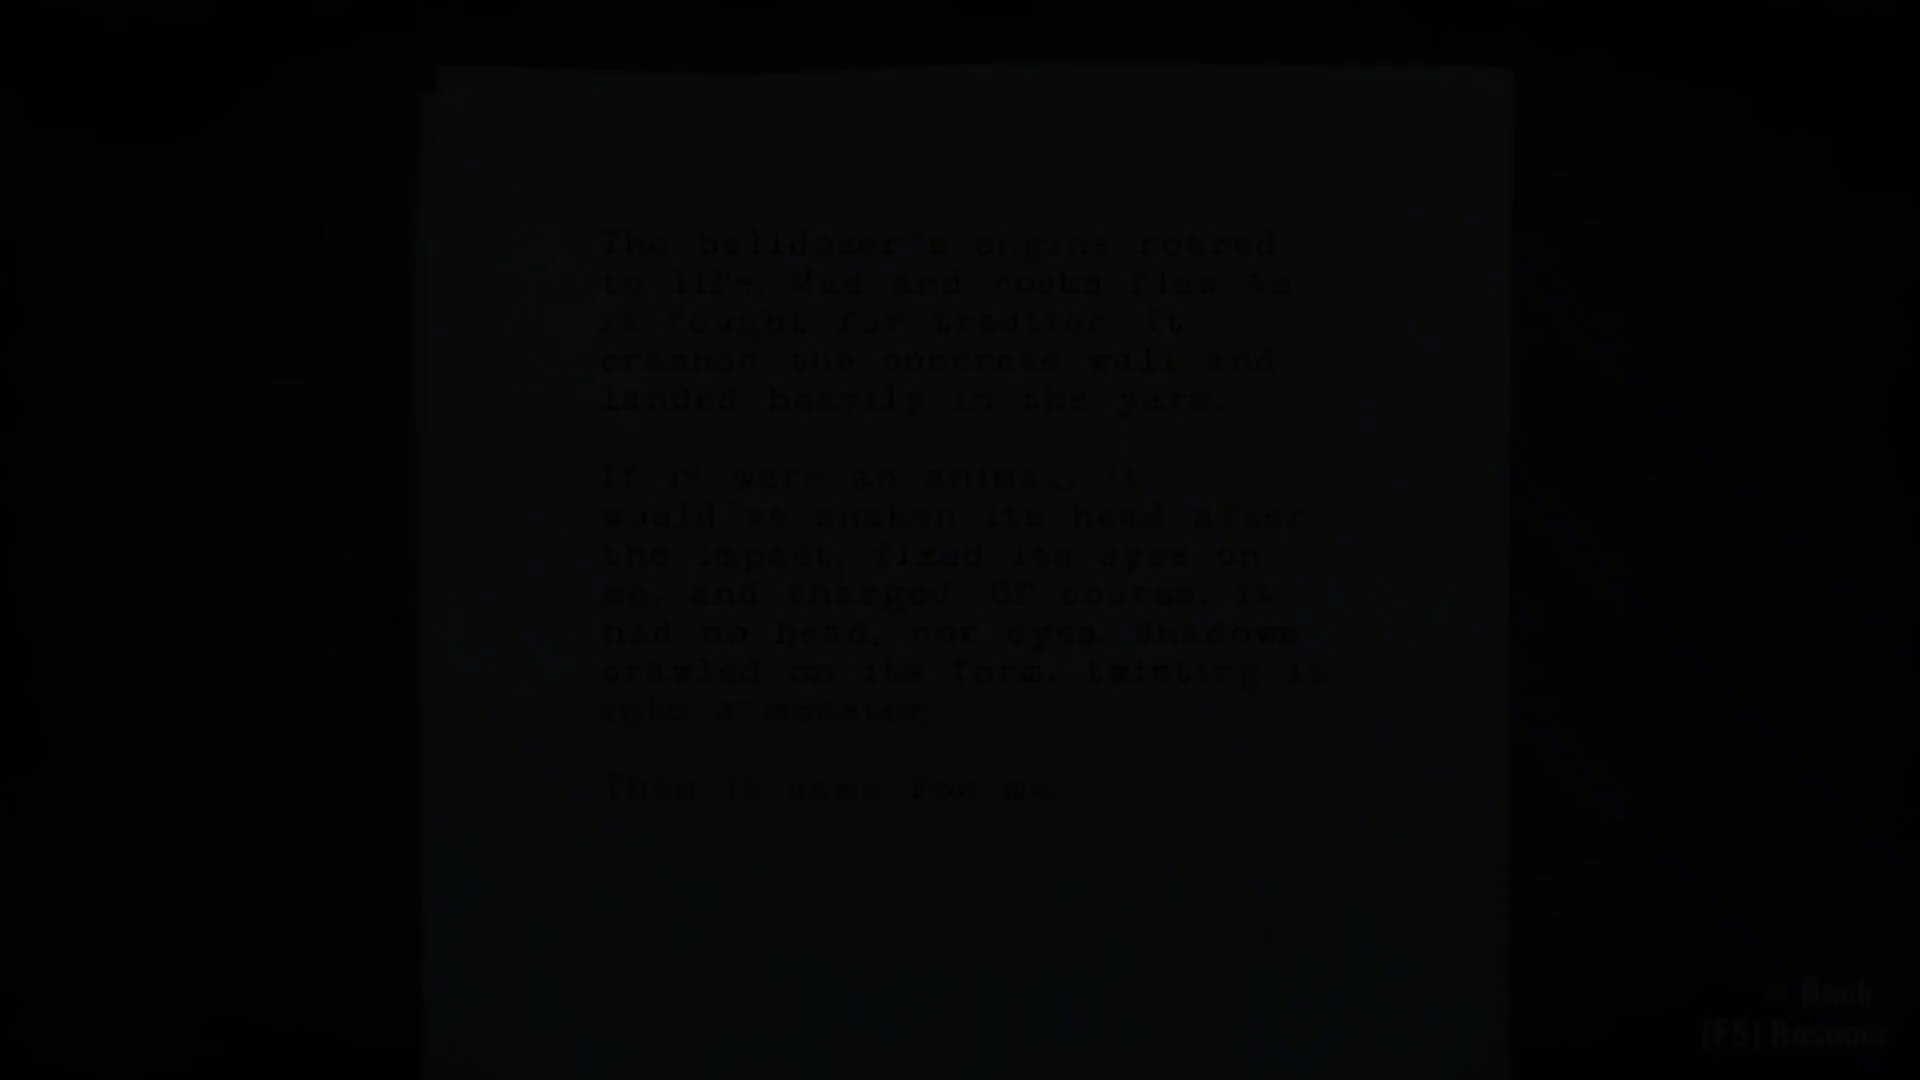 The bulldozer's engine roared
to life. Mud and rocks flew as
it fought for traction. It
crashed the concrete wall and
landed heavily in the yard.
If it were an animal, it
would've shaken its head after
the impact, fixed its eyes on
me, and charged. Of course, it
had no head, nor eyes. Shadows
crawled on its form, twisting it
into a monster.
Then it came for me.
Back
[F5] Resume